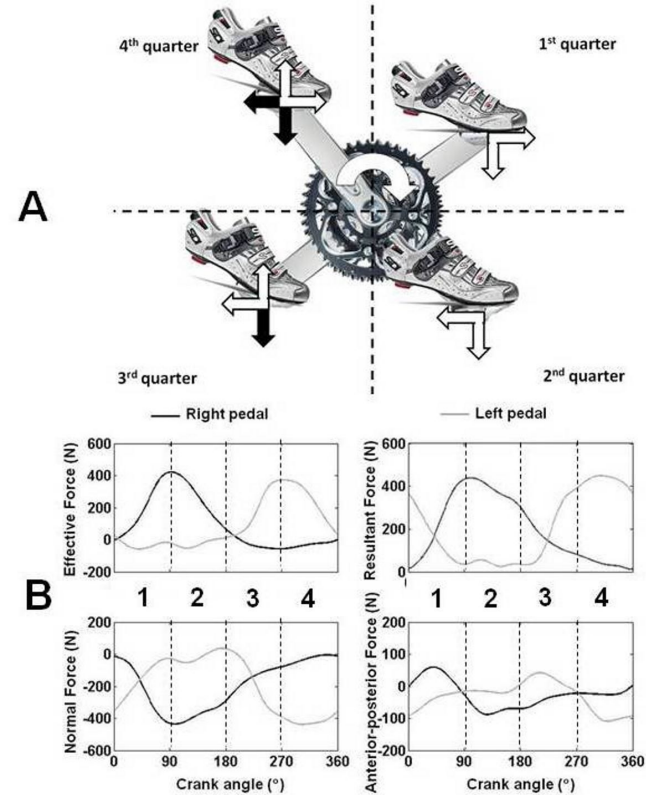 4th quarter
1st quarter
A
3rd quarter
2nd quarter
Right pedal
Left pedal
Effective Force (N)
600
400
200
0
-200
Resultant Force (N)
600
400
200
0
B
1 2 3 4
1 2 3 4
Normal Force (N)
200
0
-200
-400
-600
0 90 180 270 360
Crank angle (°)
Anterior-posterior Force (N)
200
100
0
-100
200
0 90 180 270 360
Crank angle (°)